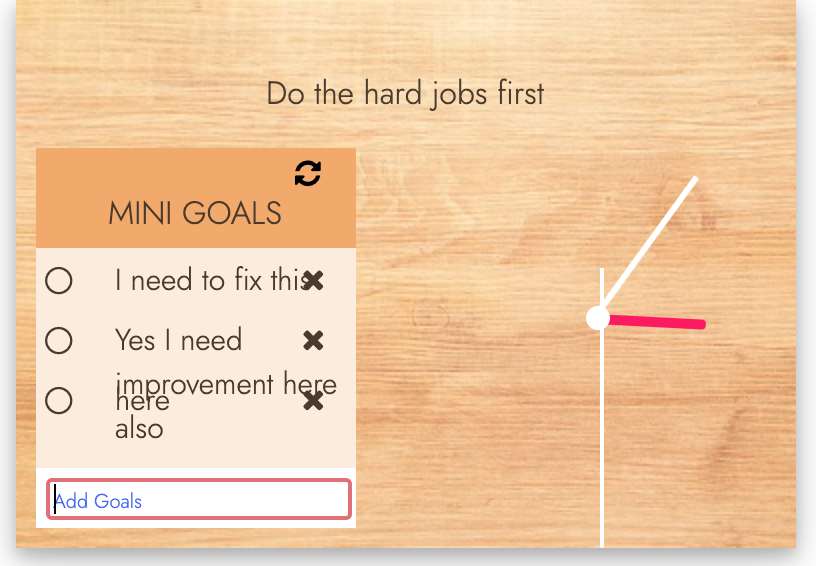 Do the hard jobs first
MINI GOALS
I need to fix this
Yes I need
improvement here
here
also
Add Goals